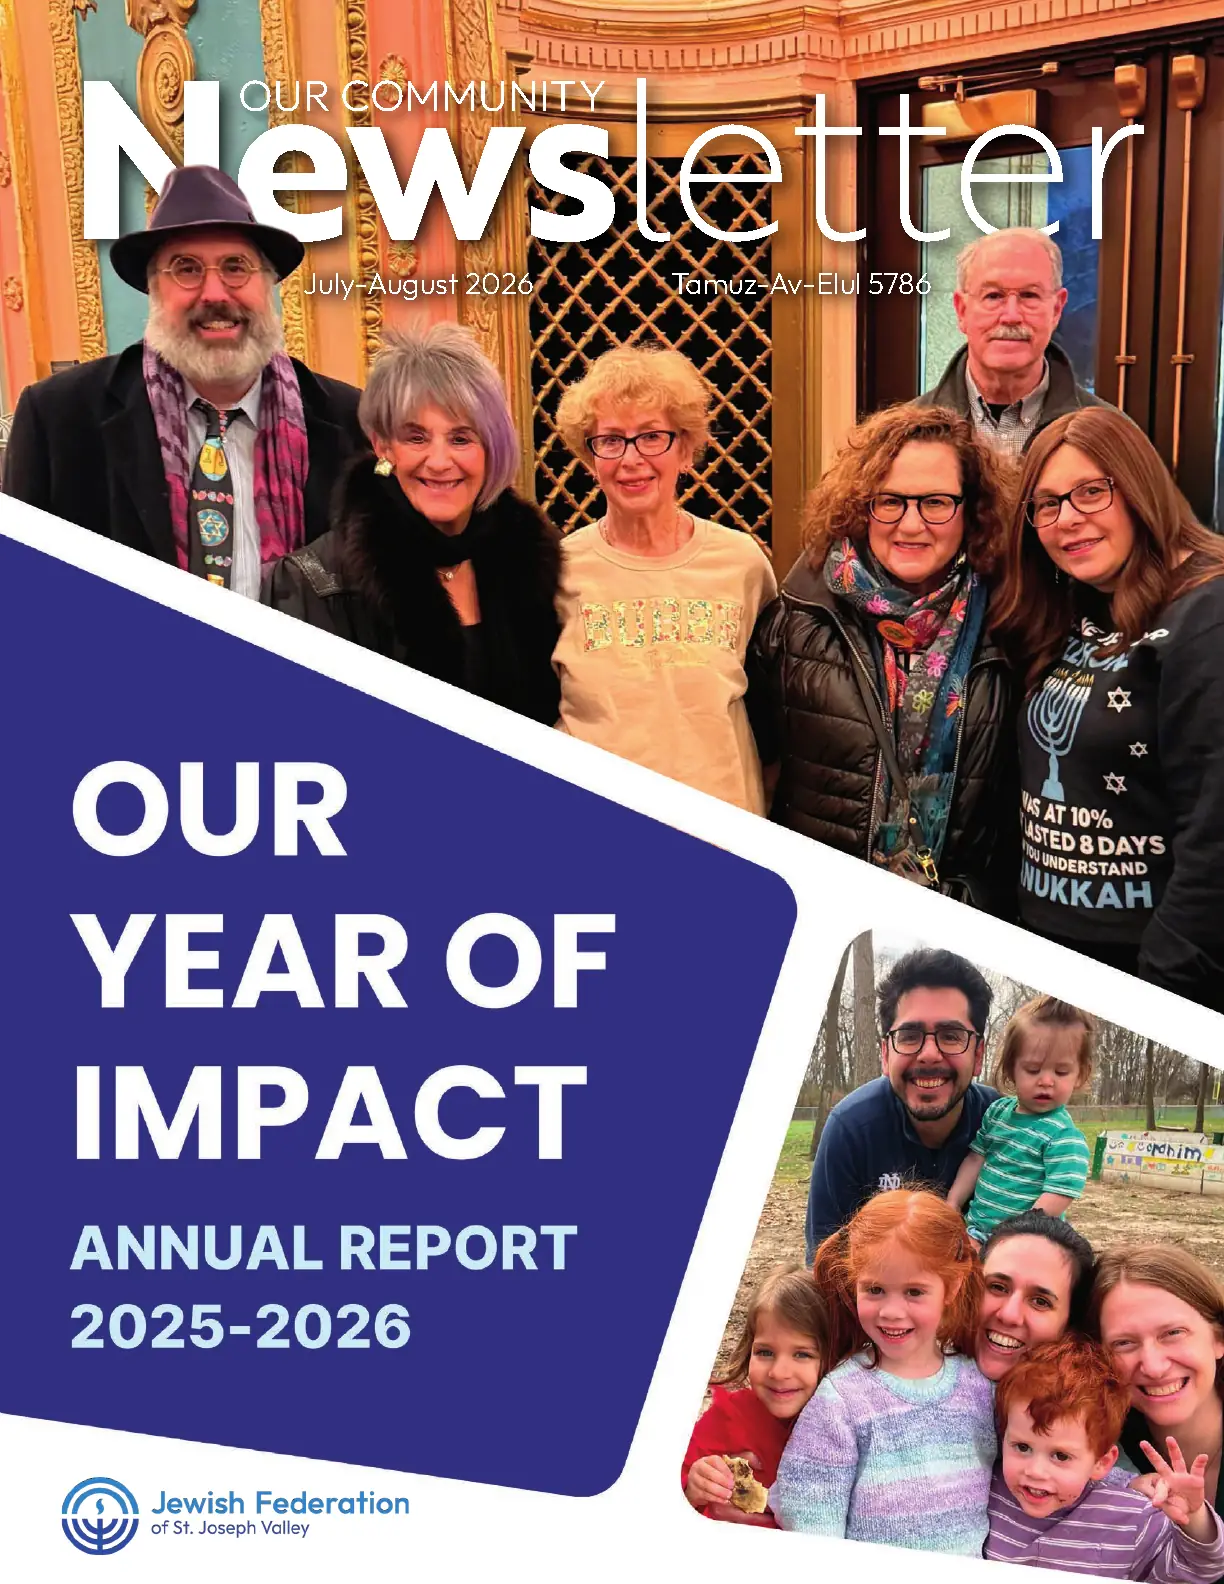 OUR COMMUNITY
Newsletter
July-August 2026 Tamuz-Av-Elul 5786
BUBBE
AS AT 10%
LASTED 8 DAYS
YOU UNDERSTAND
NUKKAH
OUR
YEAR OF
IMPACT
ANNUAL REPORT
2025-2026
ND
Jewish Federation
of St. Joseph Valley